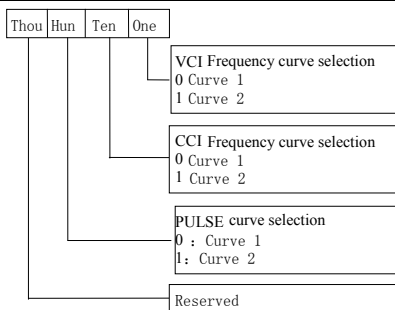 Thou Hun Ten One
VCI Frequency curve selection
0 Curve 1
1 Curve 2
CCI Frequency curve selection
0 Curve 1
1 Curve 2
PULSE curve selection
0 : Curve 1
1: Curve 2
Reserved